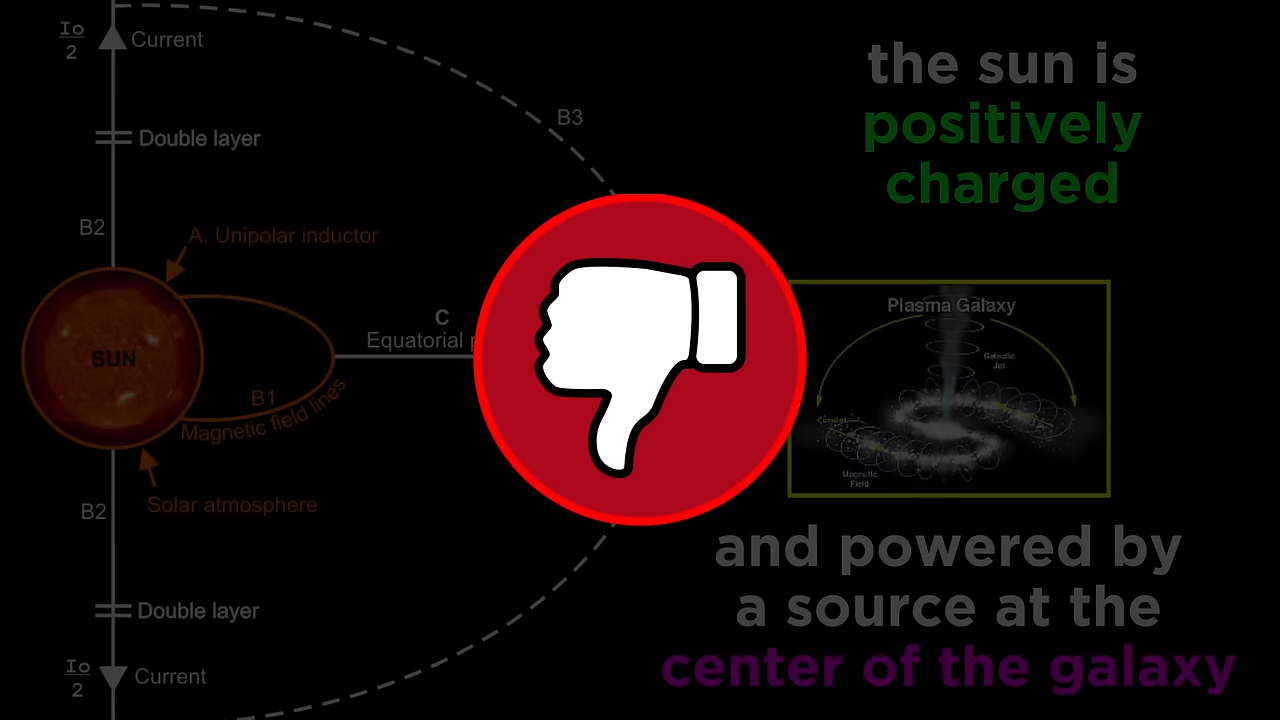 Io
2
Current
Double layer
B3
B2
A. Unipolar inductor
SUN
B1
Magnetic field lines
C
Equatorial
Solar atmosphere
B2
Double layer
Io
2
Current
the sun is
positively
charged
Plasma Galaxy
Galactic
Jet
Current
Magnetic
Field
and powered by
a source at the
center of the galaxy